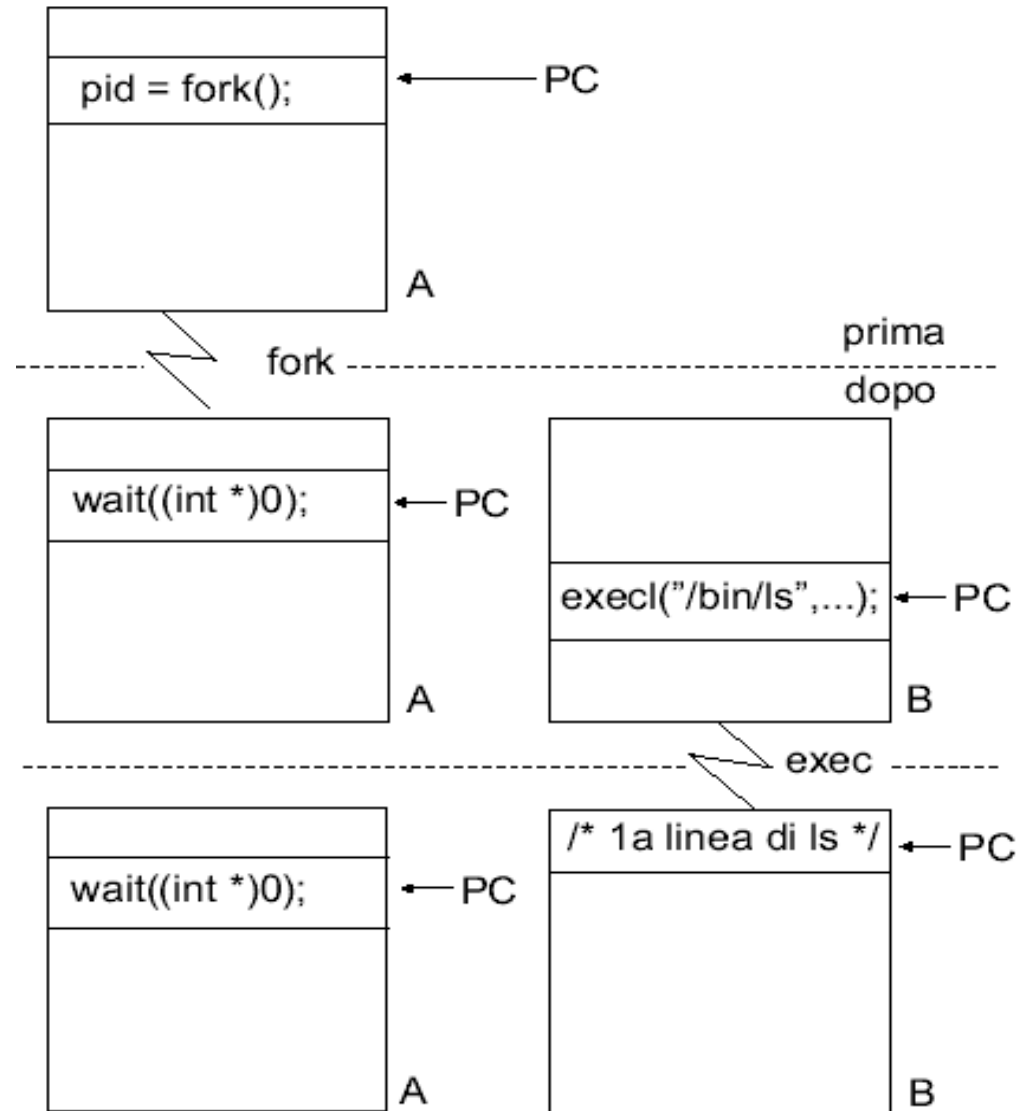 pid = fork();
PC
A
prima
fork
dopo
wait((int *)0);
PC
execl("/bin/ls",...);
PC
A
B
exec
/* 1a linea di ls */
PC
wait((int *)0);
PC
A
B